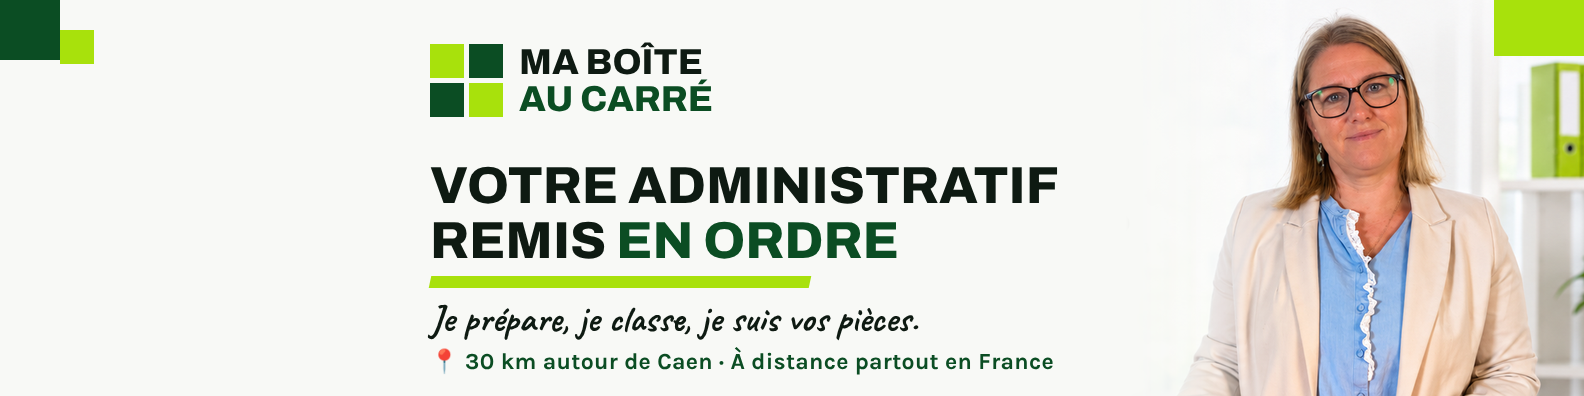 MA BOÎTE
AU CARRÉ
VOTRE ADMINISTRATIF
REMIS EN ORDRE
Je prépare, je classe, je suis vos pièces.
📍 30 km autour de Caen · À distance partout en France